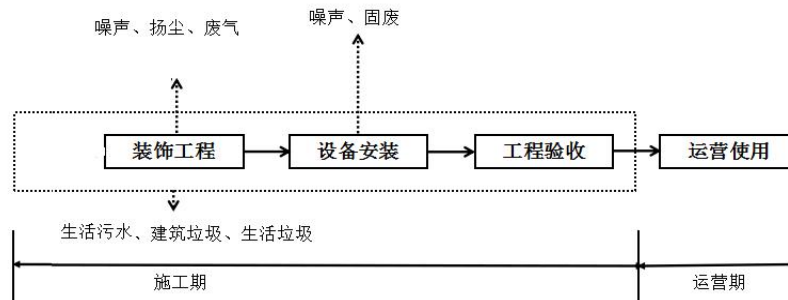 噪声、扬尘、废气
噪声、固废
装饰工程
设备安装
工程验收
运营使用
生活污水、建筑垃圾、生活垃圾
施工期
运营期